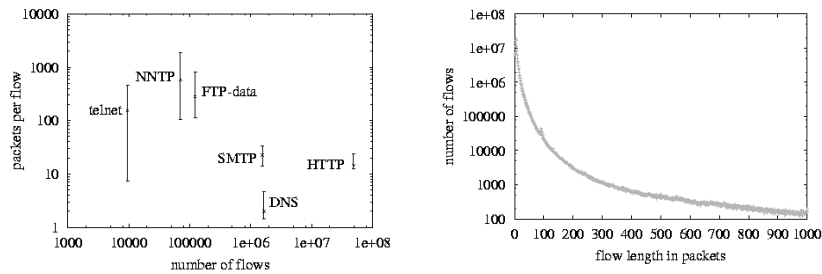 10000
1000
100
10
1
packets per flow
telnet
NNTP
FTP-data
SMTP
DNS
HTTP
1000 10000 100000 1e+06 1e+07 1e+08
number of flows
1e+08
1e+07
1e+06
100000
10000
1000
100
number of flows
0 100 200 300 400 500 600 700 800 900 1000
flow length in packets